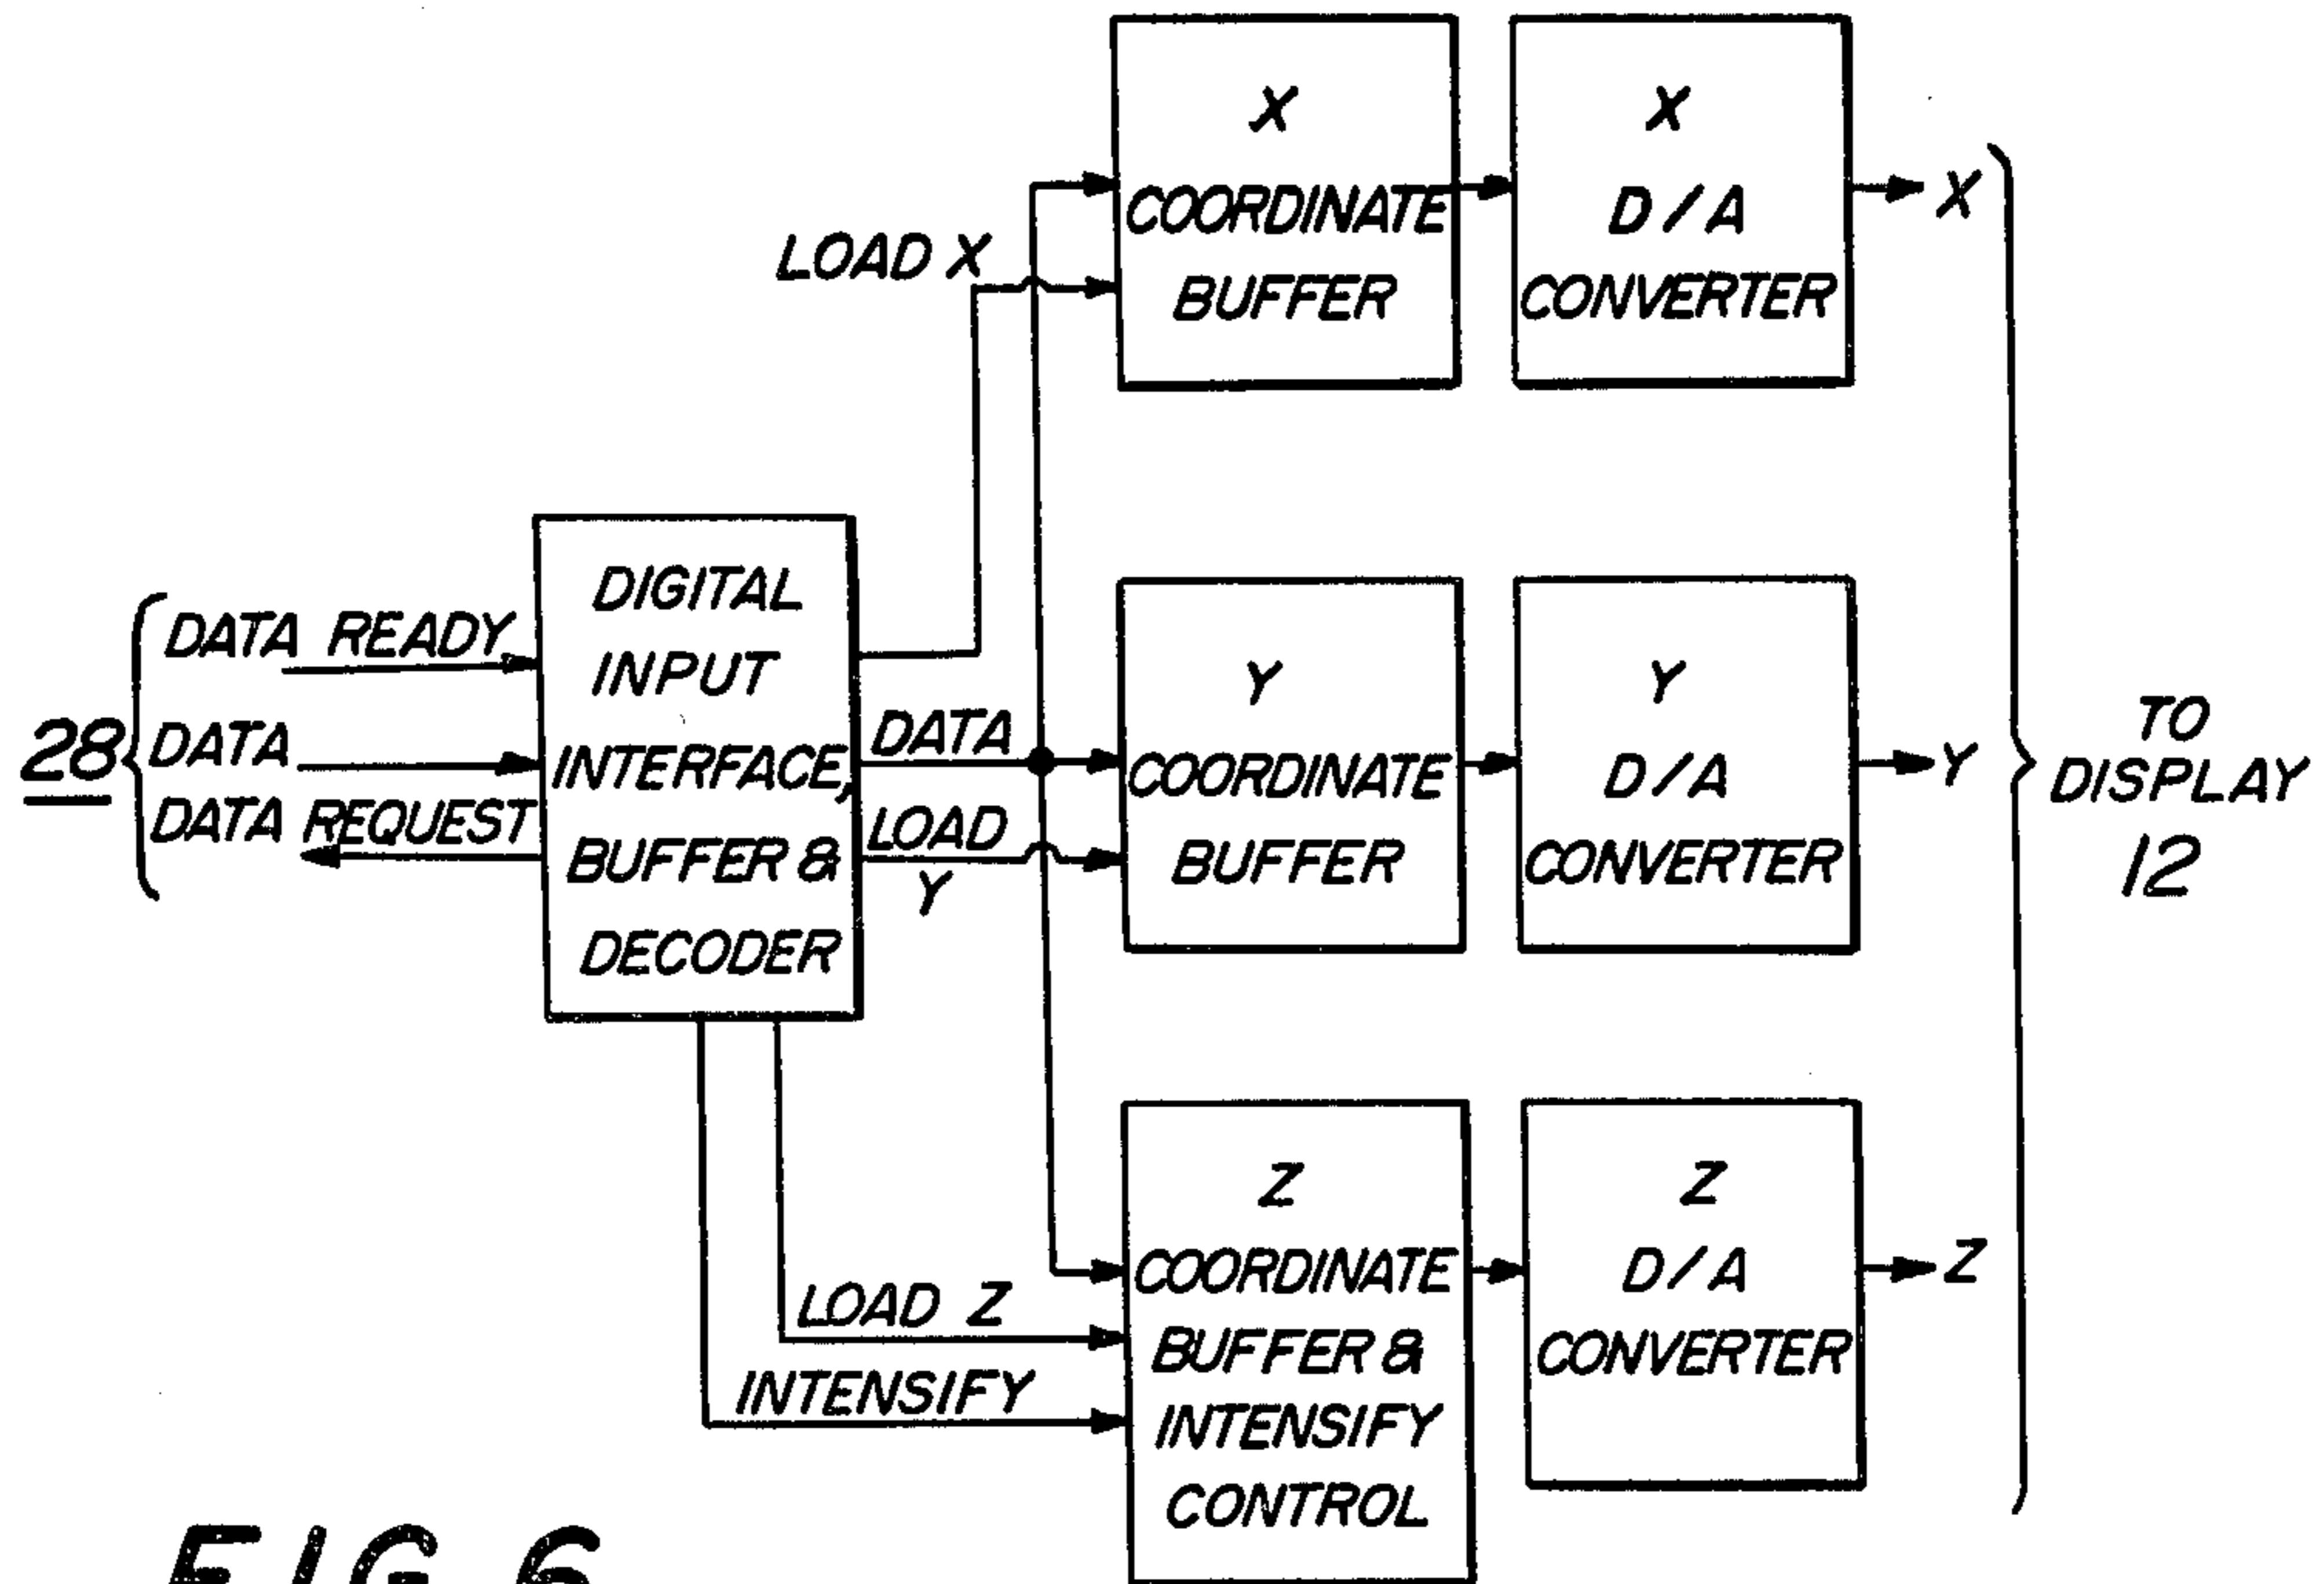 X
COORDINATE
BUFFER
X
D/A
CONVERTER
X
LOAD X
DIGITAL
INPUT
INTERFACE,
BUFFER &
DECODER
DATA READY
28
DATA
DATA REQUEST
DATA
LOAD
Y
Y
COORDINATE
BUFFER
Y
D/A
CONVERTER
Y
TO
DISPLAY
12
Z
COORDINATE
BUFFER &
INTENSIFY
CONTROL
Z
D/A
CONVERTER
Z
LOAD Z
INTENSIFY
FIG. 6